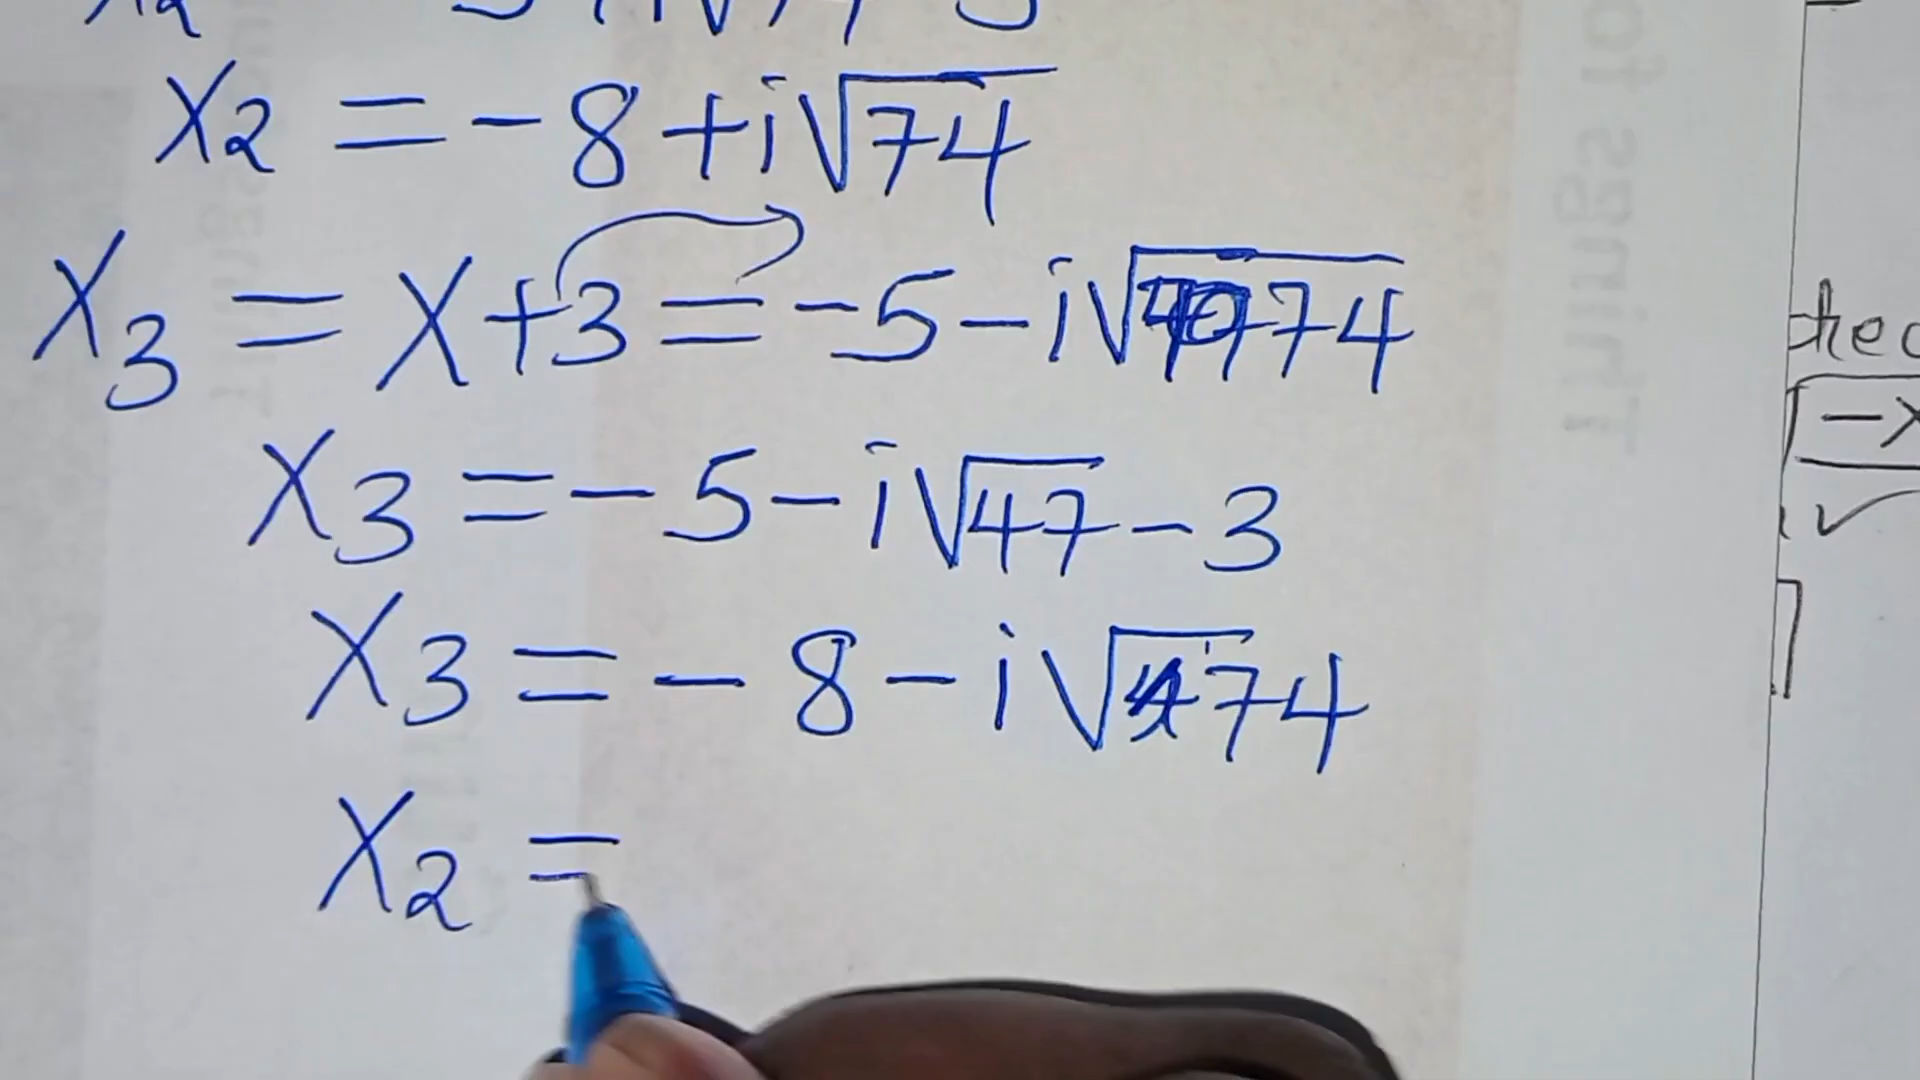 x2 = -8 + i√74
x3 = x + 3 = -5 - i√74
x3 = -5 - i√47 - 3
x3 = -8 - i√74
x2 =
-x